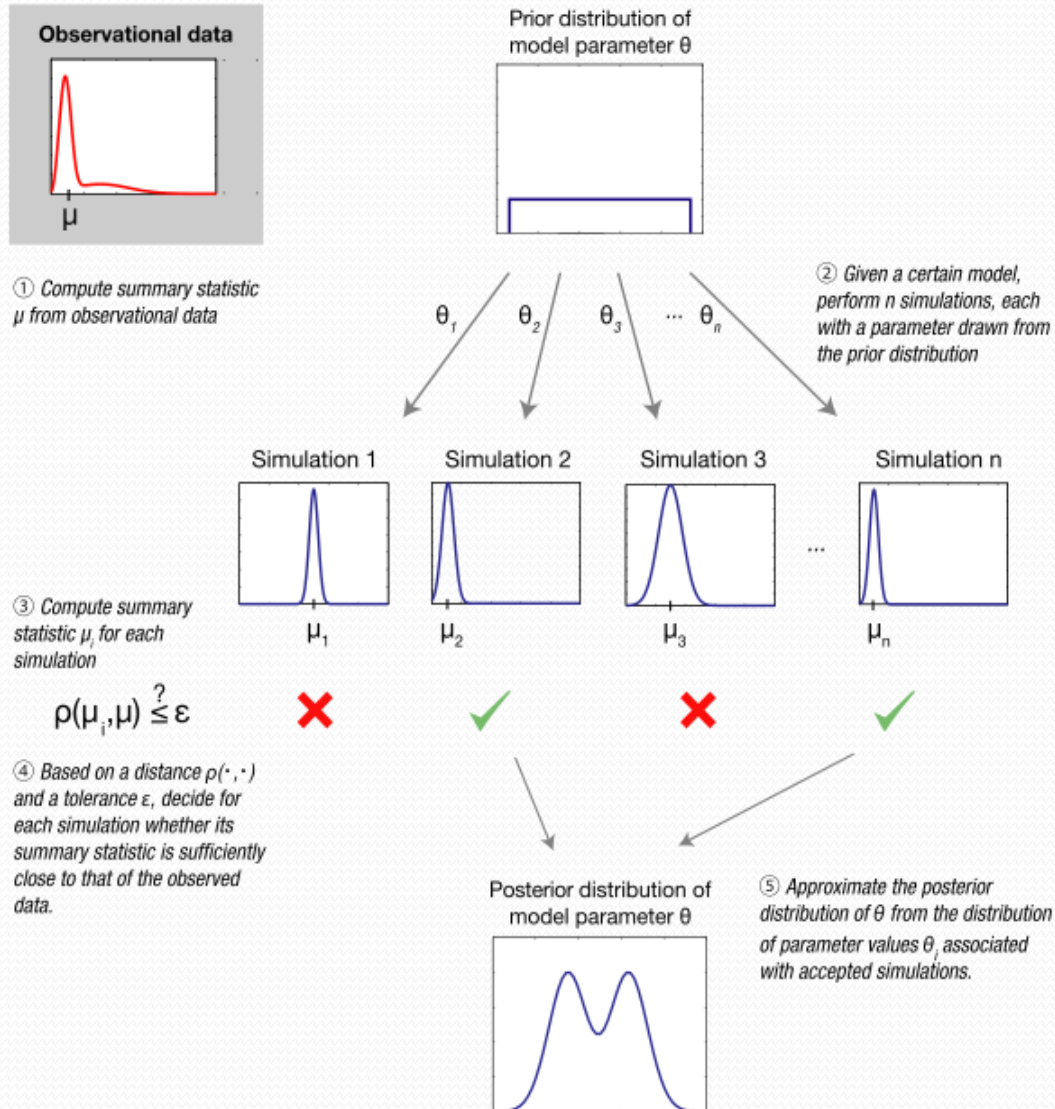 Observational data
μ
Prior distribution of
model parameter θ
① Compute summary statistic
μ from observational data
② Given a certain model,
perform n simulations, each
with a parameter drawn from
the prior distribution
θ₁ θ₂ θ₃ ... θₙ
Simulation 1 Simulation 2 Simulation 3 Simulation n
...
μ₁ μ₂ μ₃ μₙ
③ Compute summary
statistic μᵢ for each
simulation
?
ρ(μᵢ,μ) ≤ ε
④ Based on a distance ρ(·,·)
and a tolerance ε, decide for
each simulation whether its
summary statistic is sufficiently
close to that of the observed
data.
Posterior distribution of
model parameter θ
⑤ Approximate the posterior
distribution of θ from the distribution
of parameter values θᵢ associated
with accepted simulations.